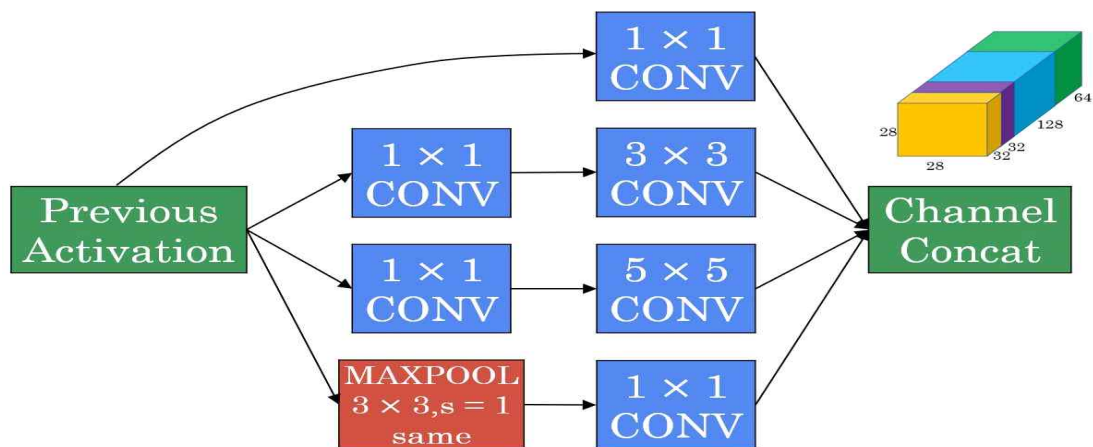 1 × 1
CONV
1 × 1
CONV
3 × 3
CONV
Previous
Activation
1 × 1
CONV
5 × 5
CONV
MAXPOOL
3 × 3,s = 1
same
1 × 1
CONV
Channel
Concat
28
28
32
32
128
64